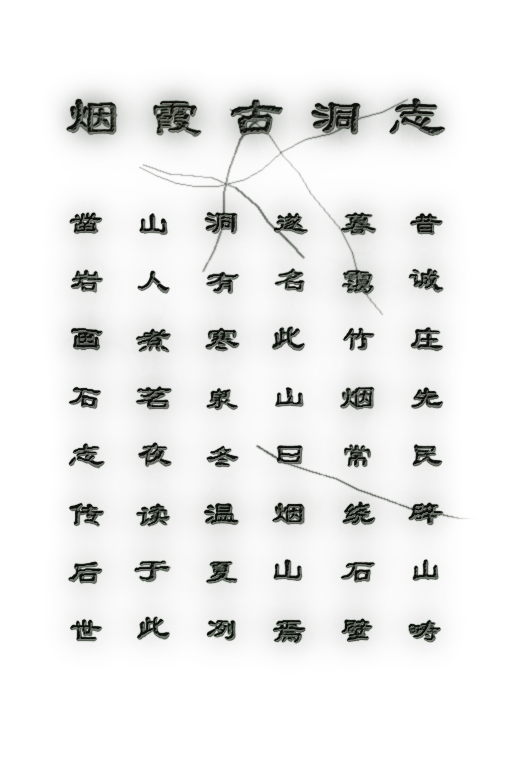 烟霞古洞志
昔诚庄先民辟山畴
暮霭竹烟常绕石壁
遂名此山曰烟山焉
洞有寒泉冬温夏冽
山人煮茗夜读于此
凿岩画石志传后世